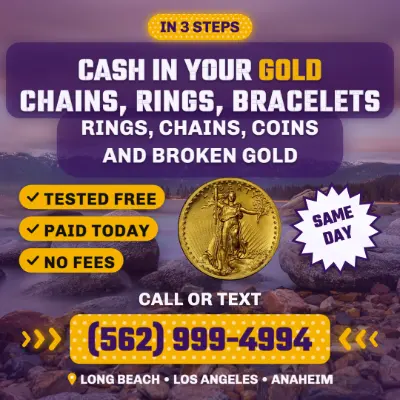 IN 3 STEPS
CASH IN YOUR GOLD
CHAINS, RINGS, BRACELETS
RINGS, CHAINS, COINS
AND BROKEN GOLD
✓ TESTED FREE
✓ PAID TODAY
✓ NO FEES
SAME
DAY
CALL OR TEXT
(562) 999-4994
LONG BEACH • LOS ANGELES • ANAHEIM